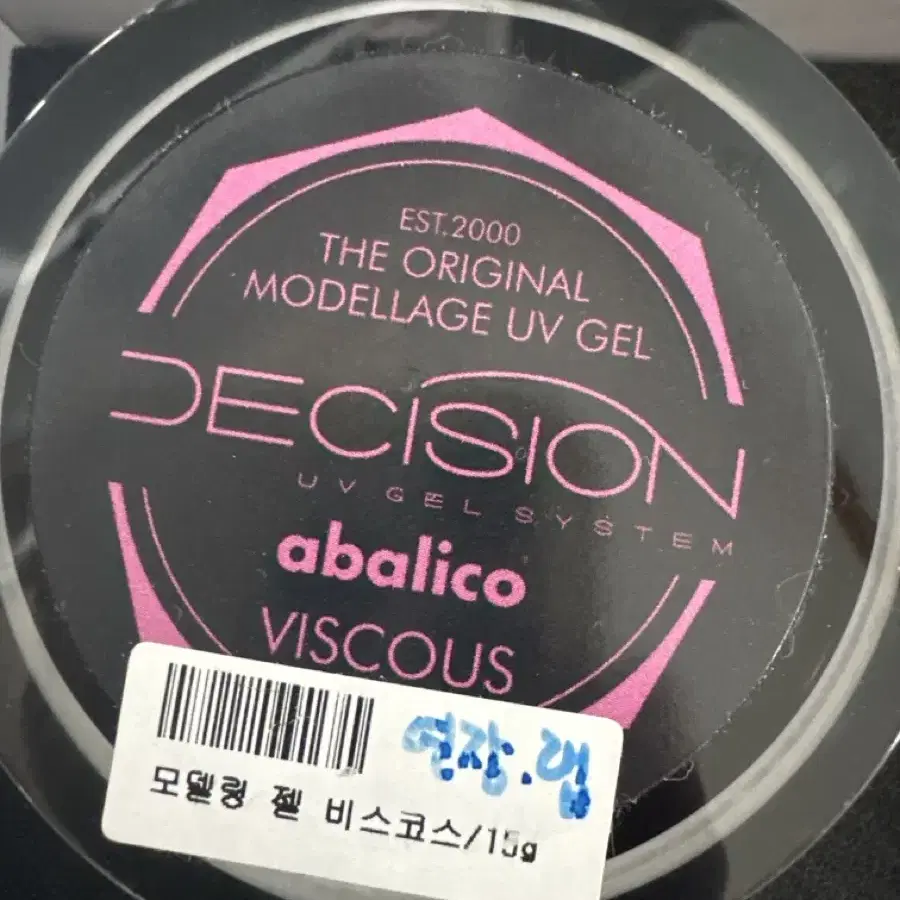 EST.2000
THE ORIGINAL
MODELLAGE UV GEL
DECISION
UV GEL SYSTEM
abalico
VISCOUS
연장.랩
모델링 젤 비스코스/15g